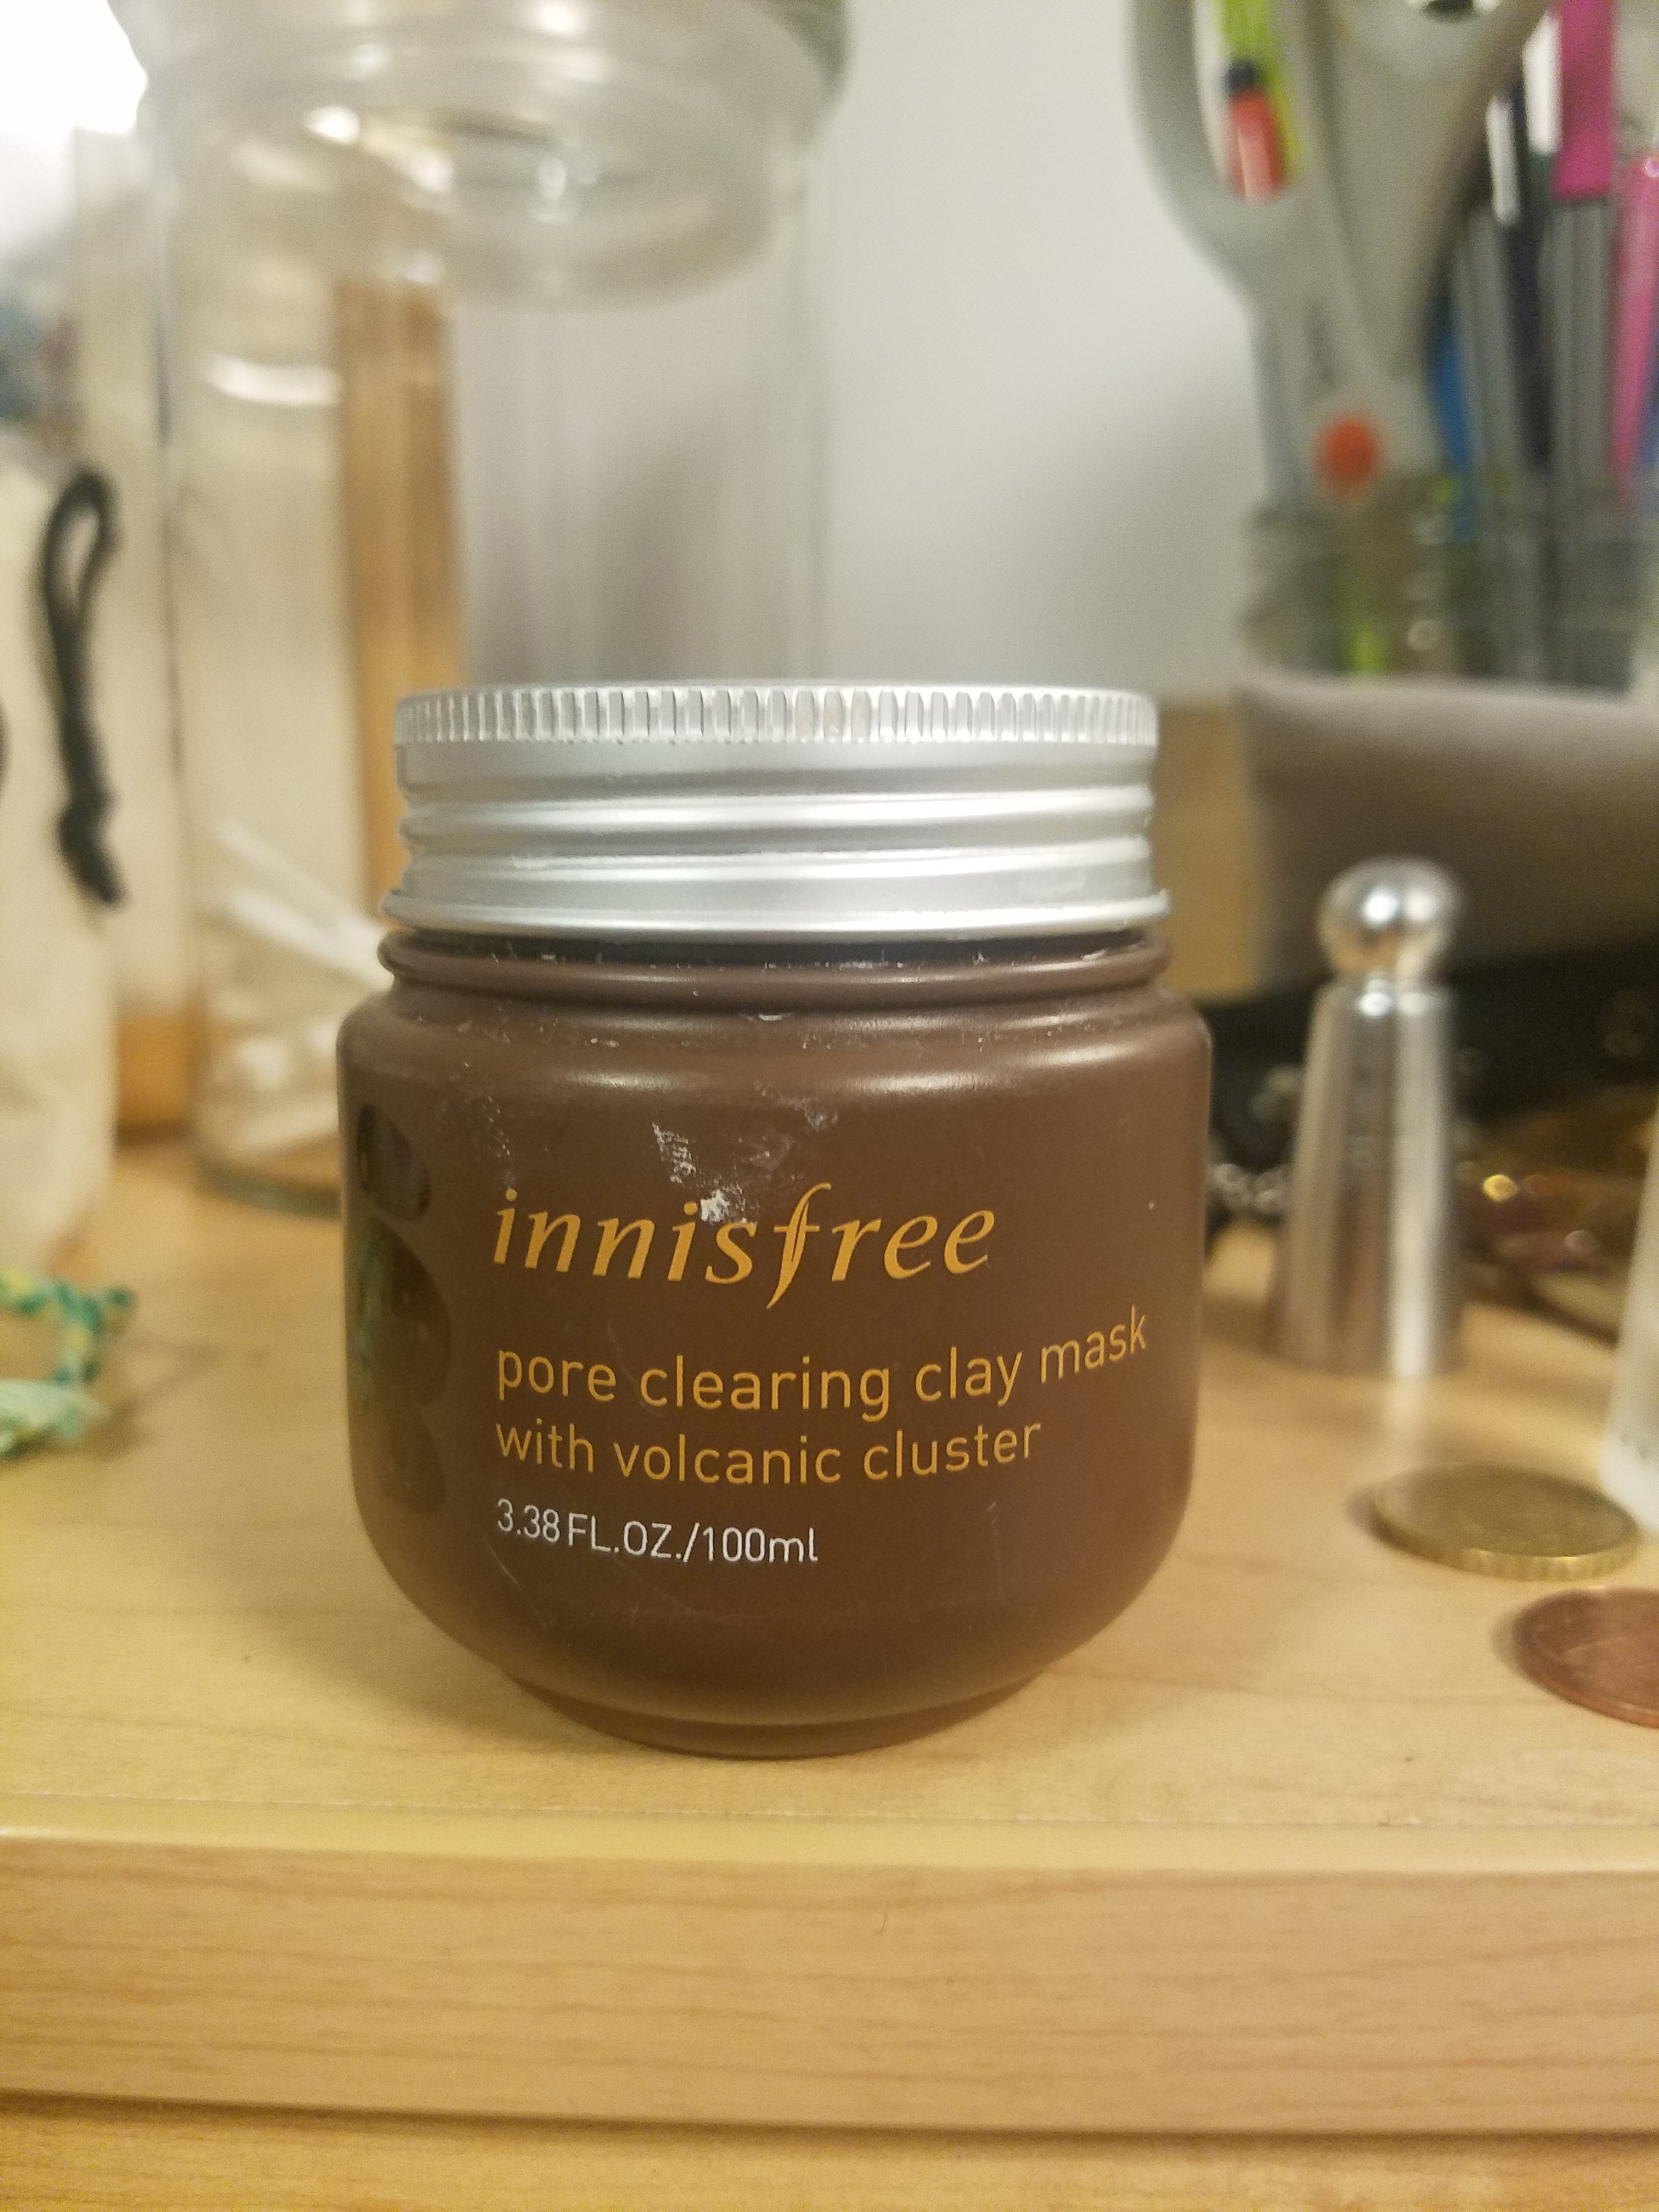 innisfree
pore clearing clay mask
with volcanic cluster
3.38 FL.OZ./100ml